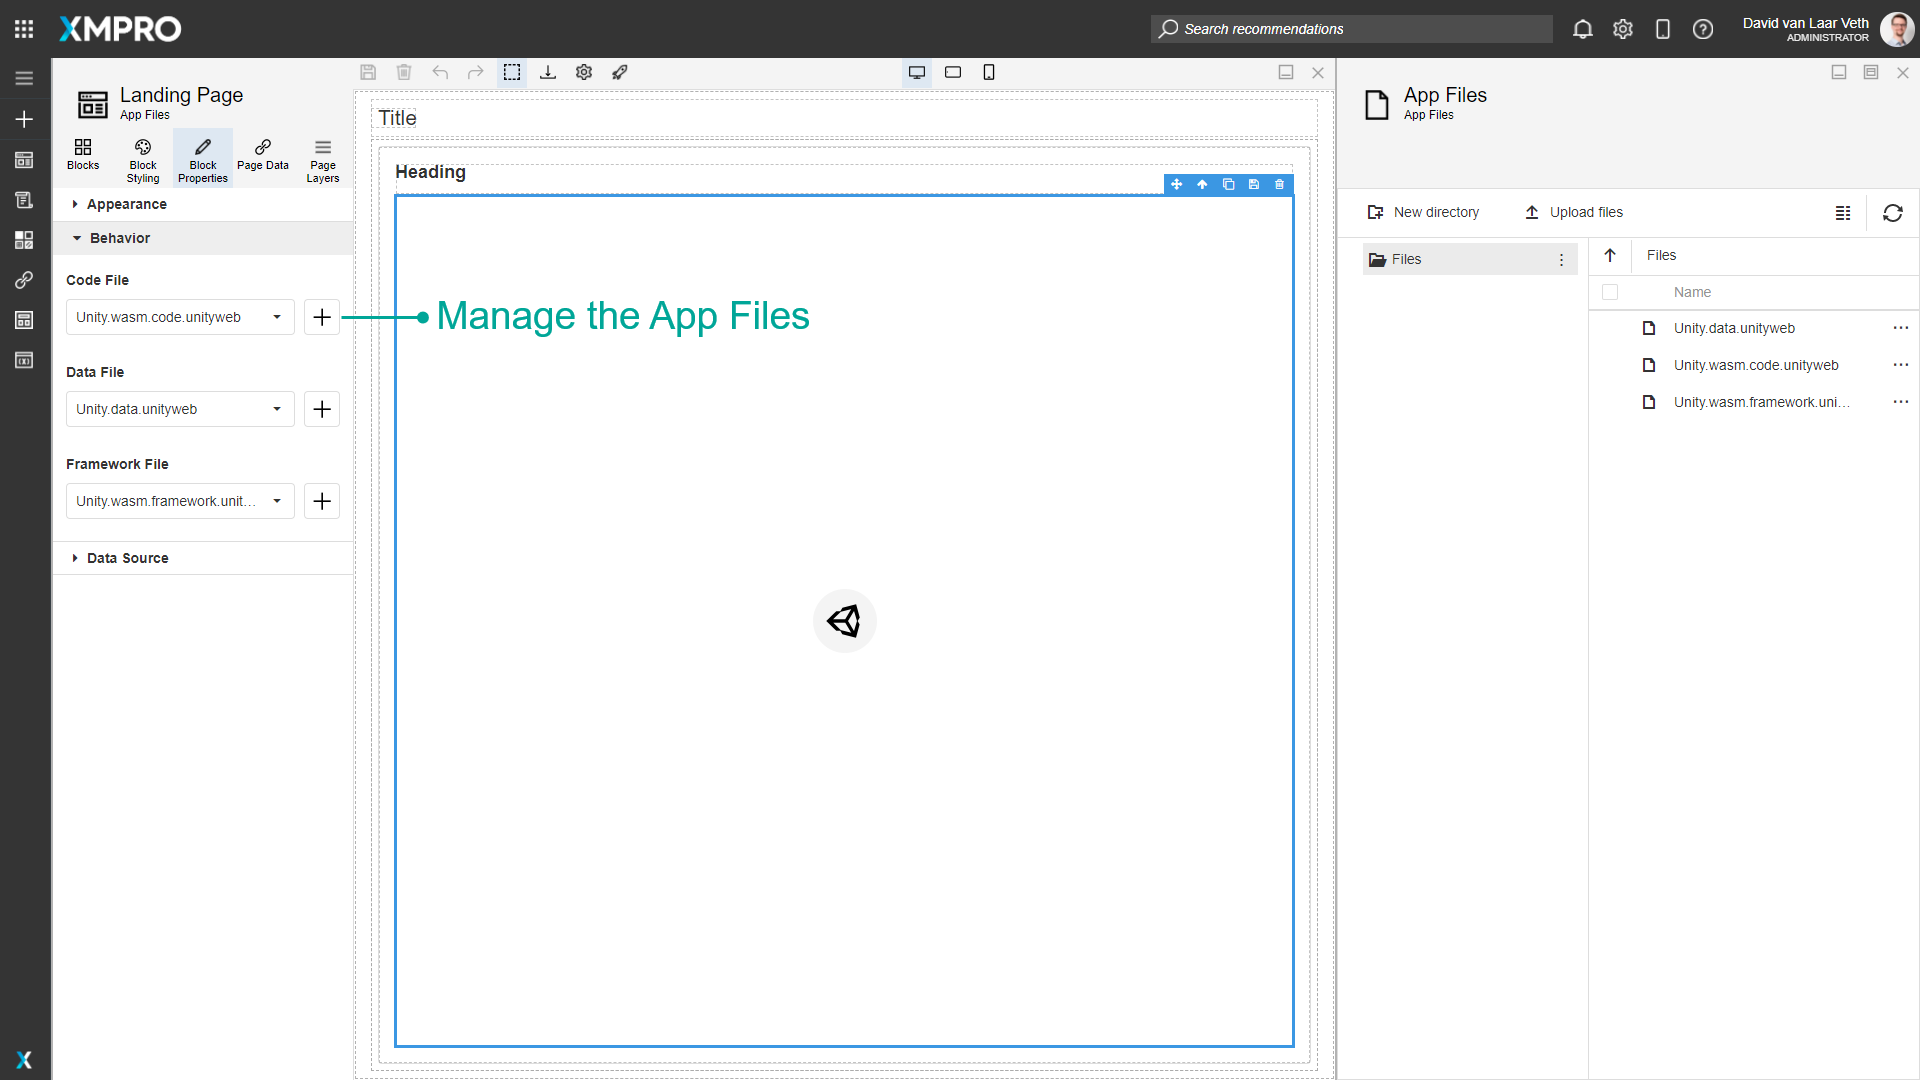 XMPRO
Search recommendations
David van Laar Veth
ADMINISTRATOR
Landing Page
App Files
Blocks
Block Styling
Block Properties
Page Data
Page Layers
Appearance
Behavior
Code File
Unity.wasm.code.unityweb
Data File
Unity.data.unityweb
Framework File
Unity.wasm.framework.unit...
Data Source
Title
Heading
Manage the App Files
App Files
App Files
New directory
Upload files
Files
Files
Name
Unity.data.unityweb
Unity.wasm.code.unityweb
Unity.wasm.framework.uni...